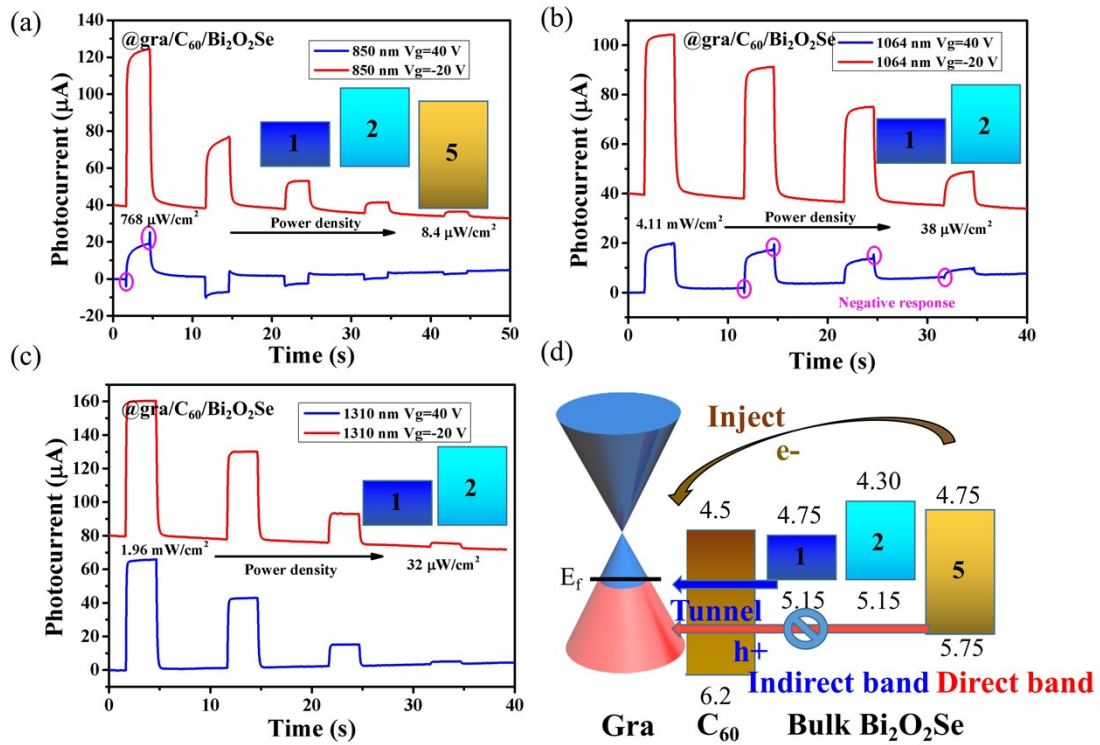 (a)
@gra/C60/Bi2O2Se
850 nm Vg=40 V
850 nm Vg=-20 V
1
2
5
768 μW/cm2
Power density
8.4 μW/cm2
Photocurrent (μA)
140
120
100
80
60
40
20
0
-20
0
10
20
30
40
50
Time (s)
(b)
@gra/C60/Bi2O2Se
1064 nm Vg=40 V
1064 nm Vg=-20 V
1
2
4.11 mW/cm2
Power density
38 μW/cm2
Negative response
Photocurrent (μA)
100
80
60
40
20
0
0
10
20
30
40
Time (s)
(c)
@gra/C60/Bi2O2Se
1310 nm Vg=40 V
1310 nm Vg=-20 V
1
2
1.96 mW/cm2
Power density
32 μW/cm2
Photocurrent (μA)
160
140
120
100
80
60
40
20
0
0
10
20
30
40
Time (s)
(d)
Inject
e-
4.5
4.75
4.30
4.75
1
2
5
Ef
5.15
5.15
Tunnel
h+
5.75
6.2
Indirect band Direct band
Gra
C60
Bulk Bi2O2Se